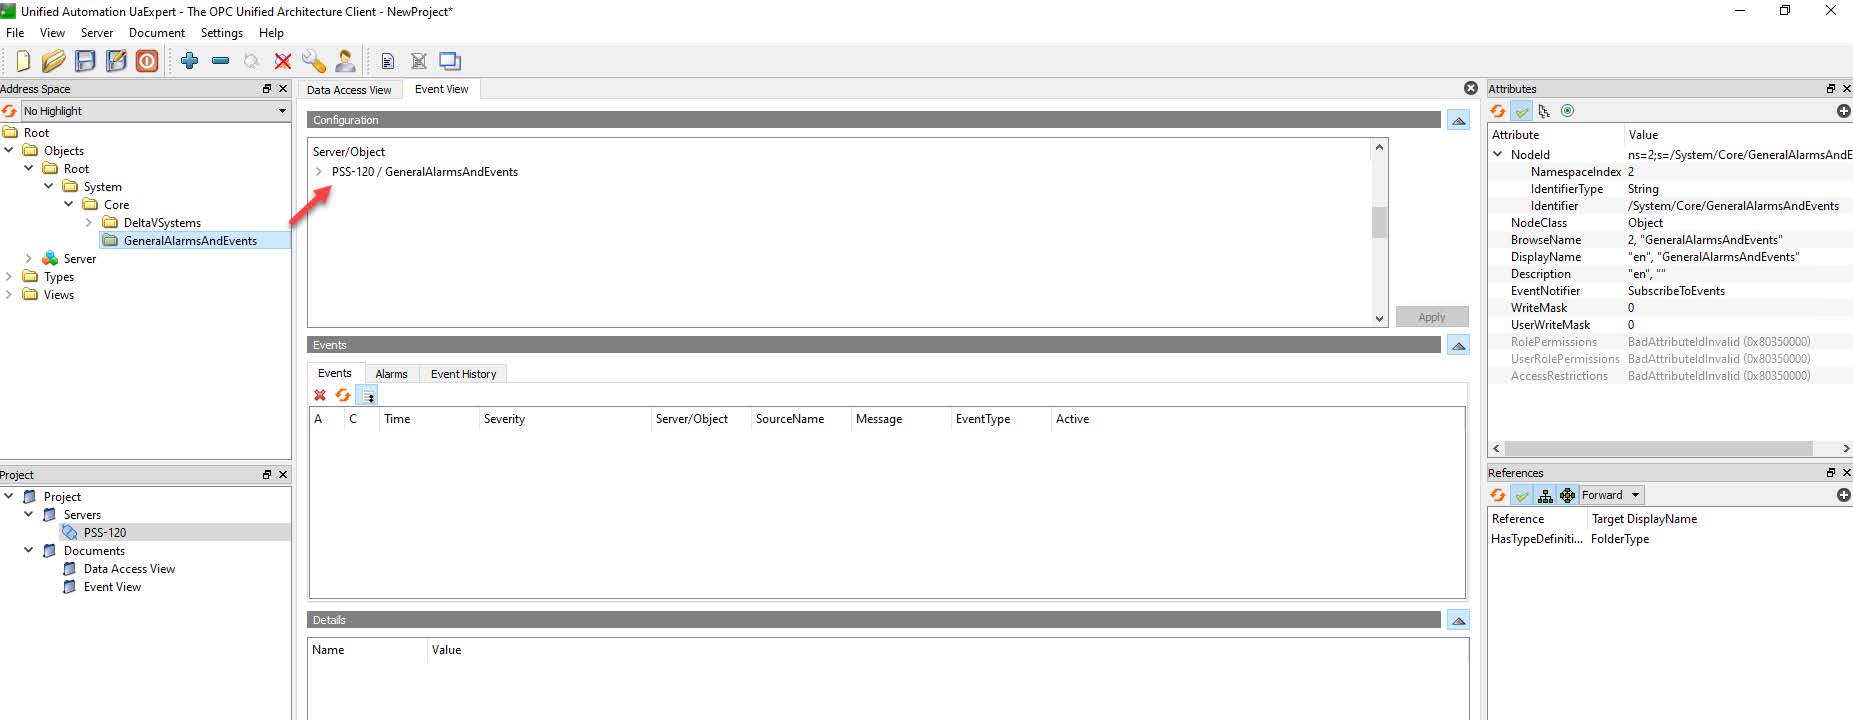 Unified Automation UaExpert - The OPC Unified Architecture Client - NewProject*
File View Server Document Settings Help
Address Space
No Highlight
Root
Objects
Root
System
Core
DeltaVSystems
GeneralAlarmsAndEvents
Server
Types
Views
Project
Project
Servers
PSS-120
Documents
Data Access View
Event View
Data Access View Event View
Configuration
Server/Object
PSS-120 / GeneralAlarmsAndEvents
Apply
Events
Events Alarms Event History
A C Time Severity Server/Object SourceName Message EventType Active
Details
Name Value
Attributes
Attribute Value
NodeId ns=2;s=/System/Core/GeneralAlarmsAndE
NamespaceIndex 2
IdentifierType String
Identifier /System/Core/GeneralAlarmsAndEvents
NodeClass Object
BrowseName 2, "GeneralAlarmsAndEvents"
DisplayName "en", "GeneralAlarmsAndEvents"
Description "en", ""
EventNotifier SubscribeToEvents
WriteMask 0
UserWriteMask 0
RolePermissions BadAttributeIdInvalid (0x80350000)
UserRolePermissions BadAttributeIdInvalid (0x80350000)
AccessRestrictions BadAttributeIdInvalid (0x80350000)
References
Forward
Reference Target DisplayName
HasTypeDefiniti... FolderType